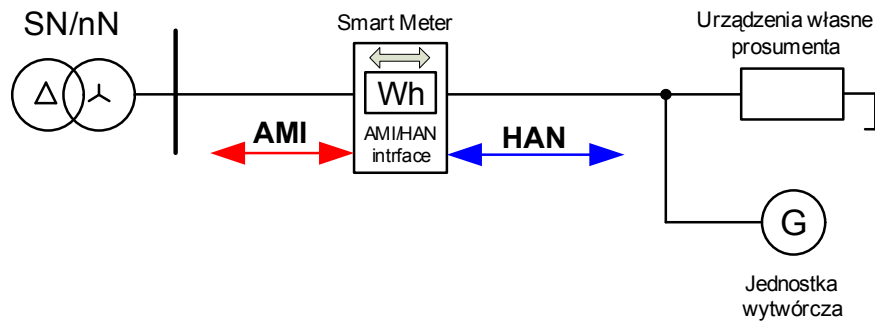 SN/nN
Smart Meter
Urządzenia własne
prosumenta
Wh
AMI/HAN
intrface
AMI
HAN
G
Jednostka
wytwórcza